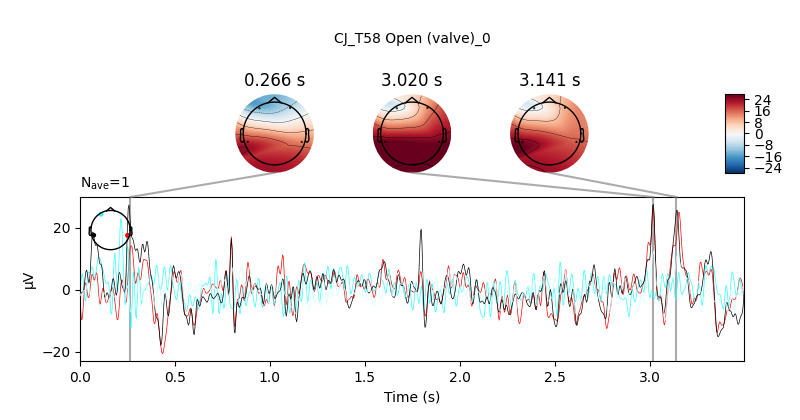 CJ_T58 Open (valve)_0
0.266 s 3.020 s 3.141 s
24
16
8
0
−8
−16
−24
Nave=1
20
0
−20
µV
0.0 0.5 1.0 1.5 2.0 2.5 3.0
Time (s)